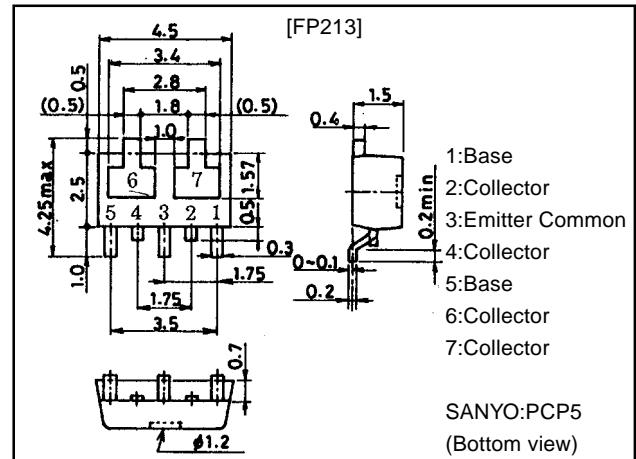 [FP213]
4.5
3.4
2.8
(0.5) 1.8 (0.5)
1.0
0.5
4.25max
2.5
1.0
6 7
5 4 3 2 1
1.57
0.5
0.3
1.75
1.75
3.5
0.7
φ1.2
1.5
0.4
0.2min
0~0.1
0.2
1:Base
2:Collector
3:Emitter Common
4:Collector
5:Base
6:Collector
7:Collector
SANYO:PCP5
(Bottom view)